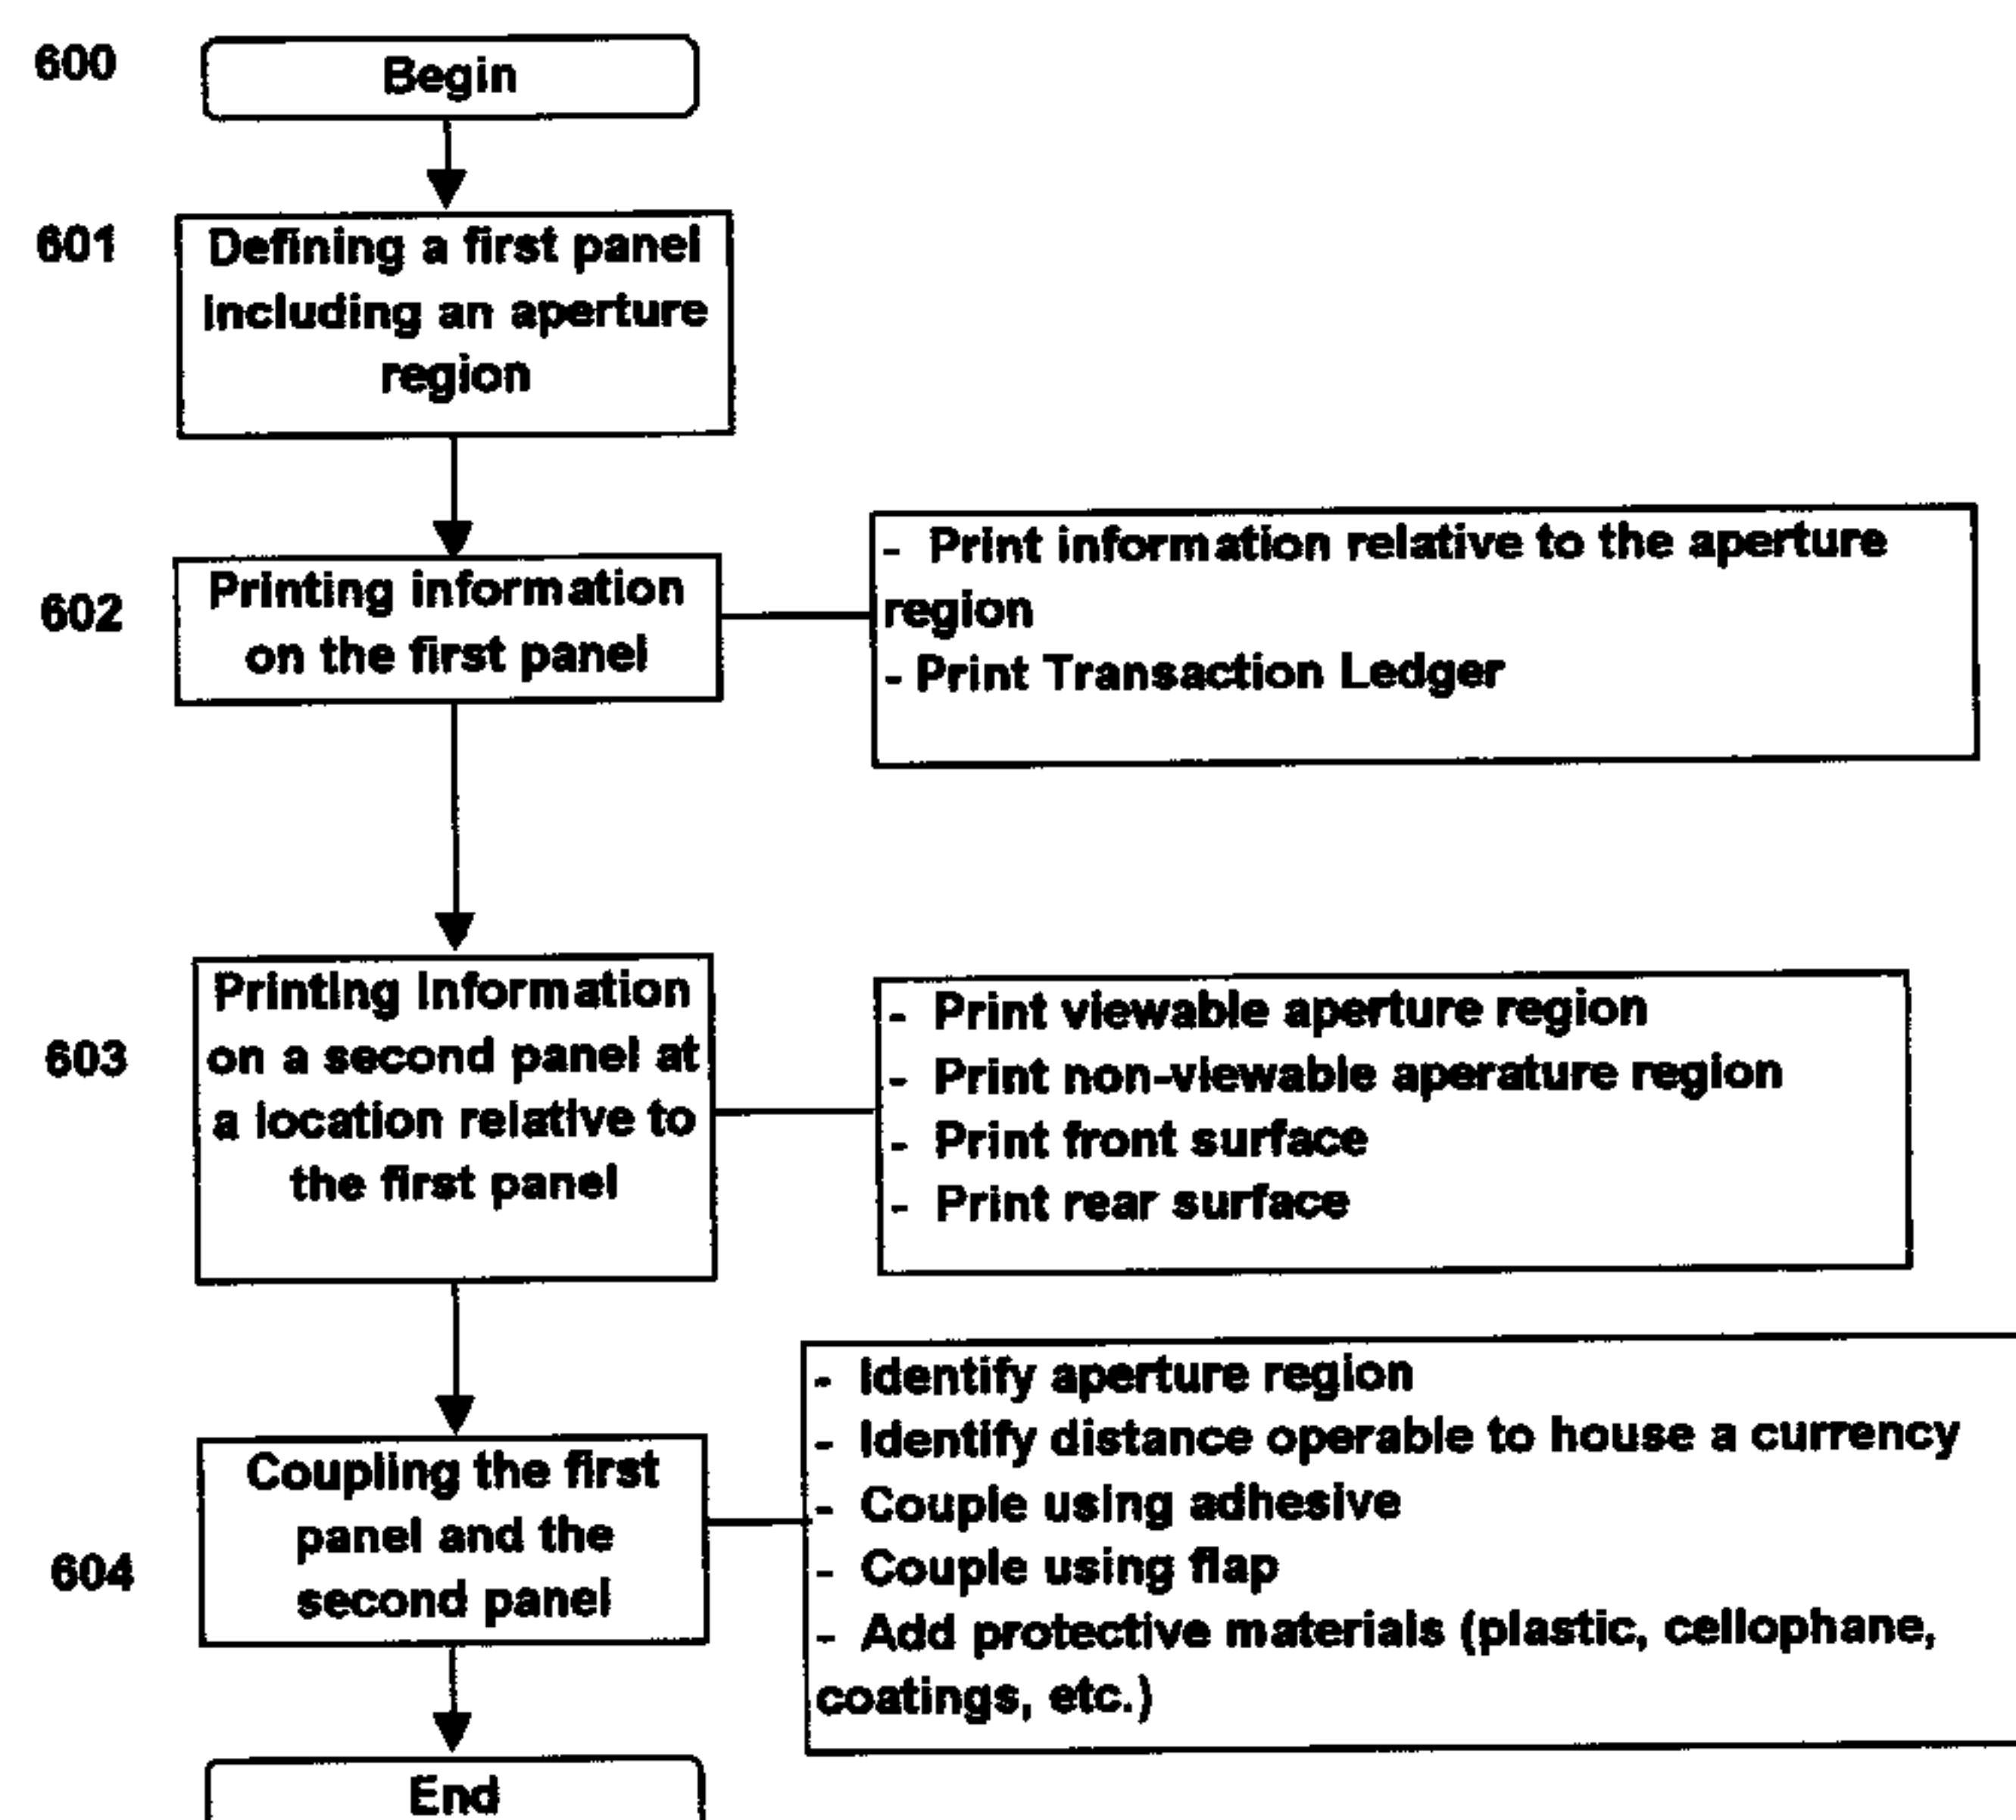 600
Begin
601
Defining a first panel
including an aperture
region
602
Printing information
on the first panel
- Print information relative to the aperture
region
- Print Transaction Ledger
603
Printing information
on a second panel at
a location relative to
the first panel
- Print viewable aperture region
- Print non-viewable aperature region
- Print front surface
- Print rear surface
604
Coupling the first
panel and the
second panel
- Identify aperture region
- Identify distance operable to house a currency
- Couple using adhesive
- Couple using flap
- Add protective materials (plastic, cellophane,
coatings, etc.)
End